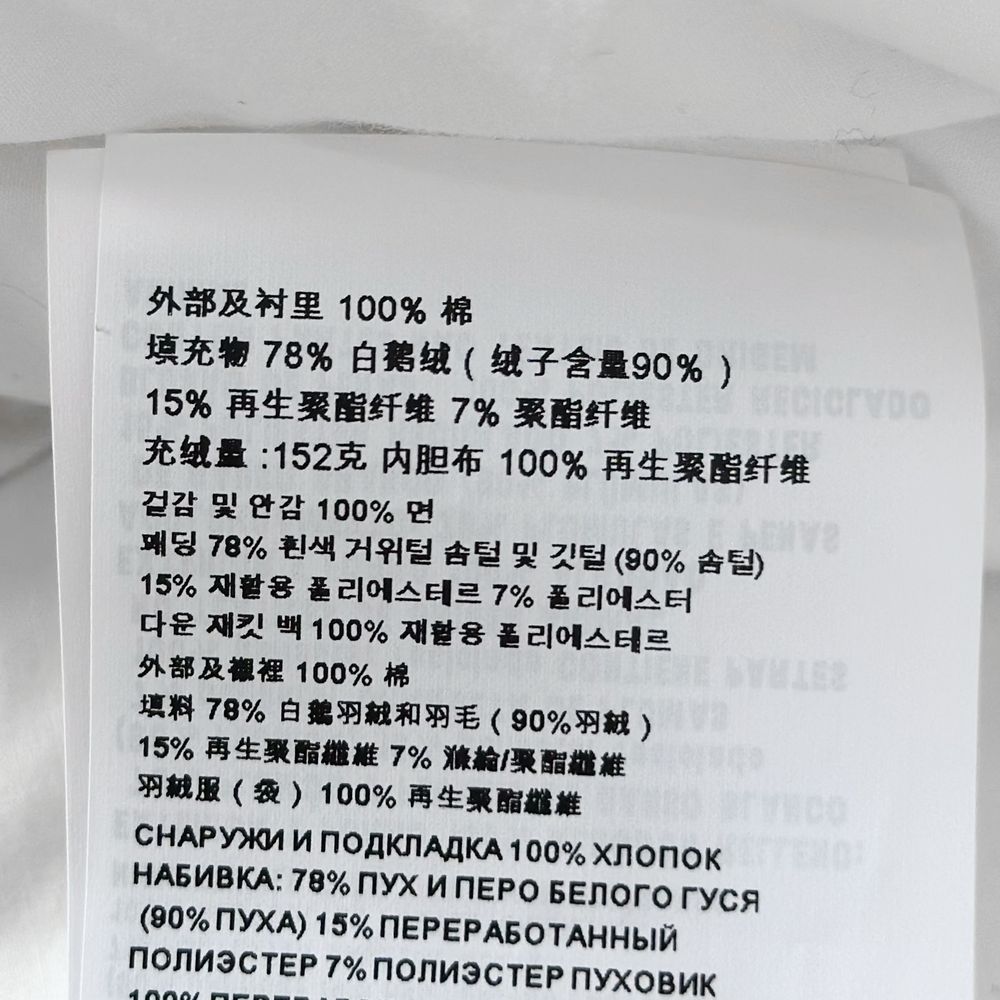 外部及衬里 100% 棉
填充物 78% 白鹅绒 ( 绒子含量90% )
15% 再生聚酯纤维 7% 聚酯纤维
充绒量 :152克 内胆布 100% 再生聚酯纤维
겉감 및 안감 100% 면
패딩 78% 흰색 거위털 솜털 및 깃털 (90% 솜털)
15% 재활용 폴리에스테르 7% 폴리에스터
다운 재킷 백 100% 재활용 폴리에스테르
外部及襯裡 100% 棉
填料 78% 白鵝羽絨和羽毛 ( 90%羽絨 )
15% 再生聚酯纖維 7% 滌綸/聚酯纖維
羽絨服 ( 袋 ) 100% 再生聚酯纖維
СНАРУЖИ И ПОДКЛАДКА 100% ХЛОПОК
НАБИВКА: 78% ПУХ И ПЕРО БЕЛОГО ГУСЯ
(90% ПУХА) 15% ПЕРЕРАБОТАННЫЙ
ПОЛИЭСТЕР 7% ПОЛИЭСТЕР ПУХОВИК